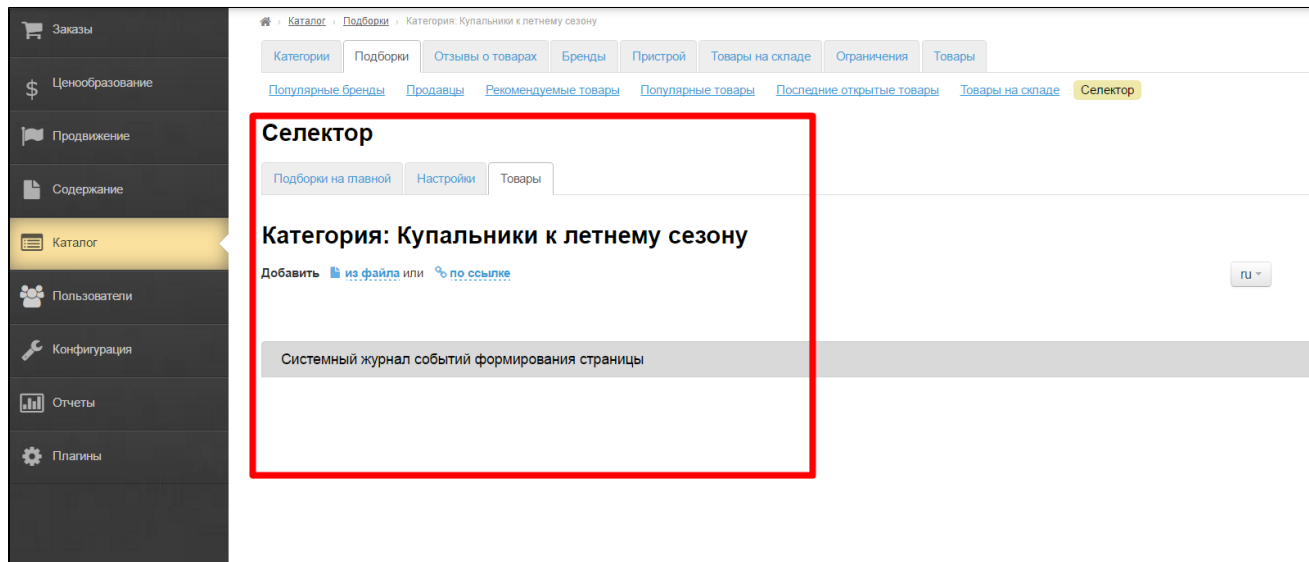 Заказы
Ценообразование
Продвижение
Содержание
Каталог
Пользователи
Конфигурация
Отчеты
Плагины
› Каталог › Подборки › Категория: Купальники к летнему сезону
Категории Подборки Отзывы о товарах Бренды Пристрой Товары на складе Ограничения Товары
Популярные бренды Продавцы Рекомендуемые товары Популярные товары Последние открытые товары Товары на складе Селектор
Селектор
Подборки на главной Настройки Товары
Категория: Купальники к летнему сезону
Добавить из файла или по ссылке
ru
Системный журнал событий формирования страницы